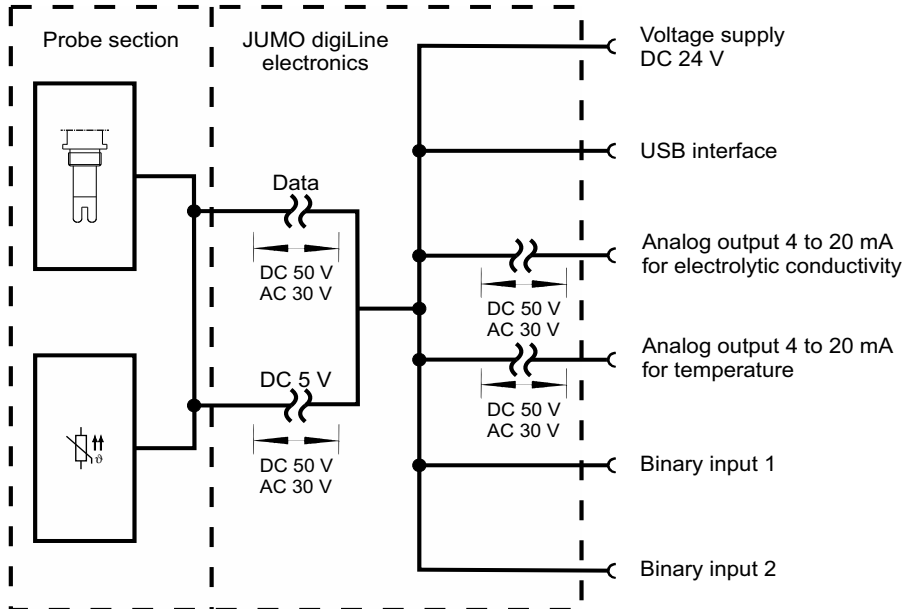 Probe section
JUMO digiLine
electronics
Voltage supply
DC 24 V
USB interface
Data
DC 50 V
AC 30 V
Analog output 4 to 20 mA
for electrolytic conductivity
DC 50 V
AC 30 V
Analog output 4 to 20 mA
for temperature
DC 5 V
DC 50 V
AC 30 V
DC 50 V
AC 30 V
ϑ
Binary input 1
Binary input 2